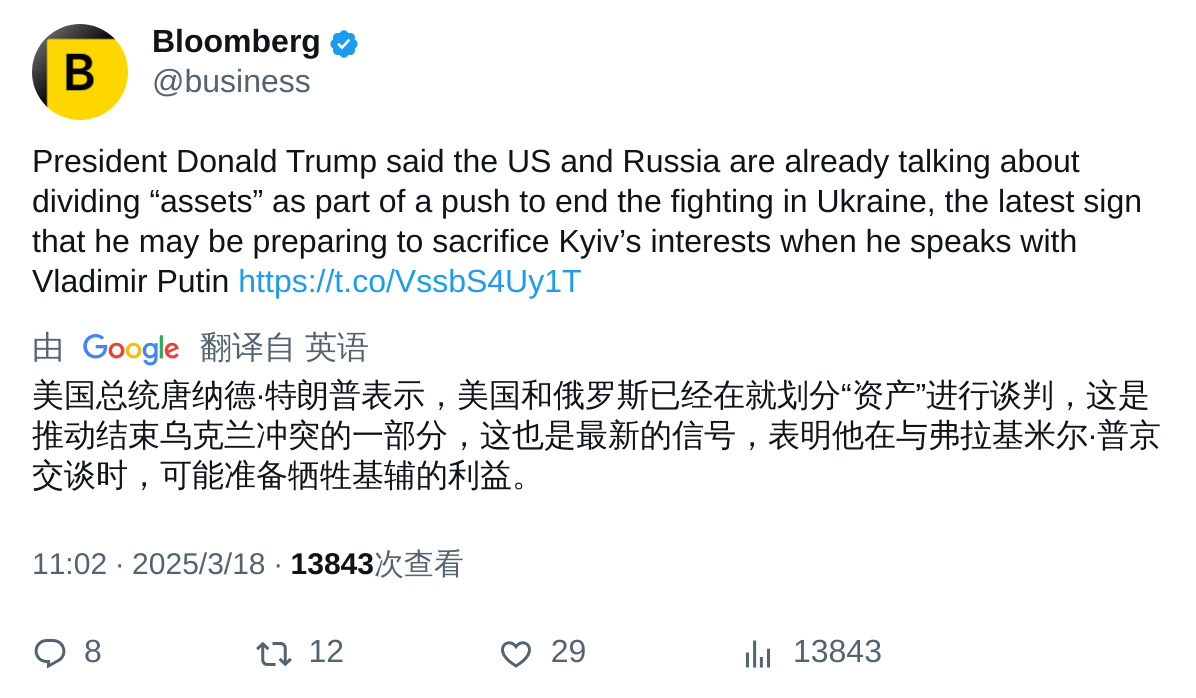 B
Bloomberg
@business
President Donald Trump said the US and Russia are already talking about
dividing “assets” as part of a push to end the fighting in Ukraine, the latest sign
that he may be preparing to sacrifice Kyiv’s interests when he speaks with
Vladimir Putin https://t.co/VssbS4Uy1T
由 Google 翻译自 英语
美国总统唐纳德·特朗普表示，美国和俄罗斯已经在就划分“资产”进行谈判，这是
推动结束乌克兰冲突的一部分，这也是最新的信号，表明他在与弗拉基米尔·普京
交谈时，可能准备牺牲基辅的利益。
11:02 · 2025/3/18 · 13843次查看
8 12 29 13843